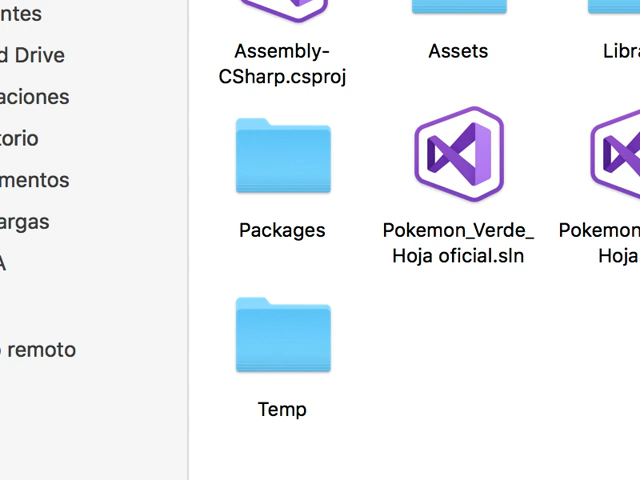 ntes
d Drive
aciones
torio
mentos
argas
A
o remoto
Assembly-
CSharp.csproj
Assets
Libra
Packages
Pokemon_Verde_
Hoja oficial.sln
Pokemon
Hoja
Temp